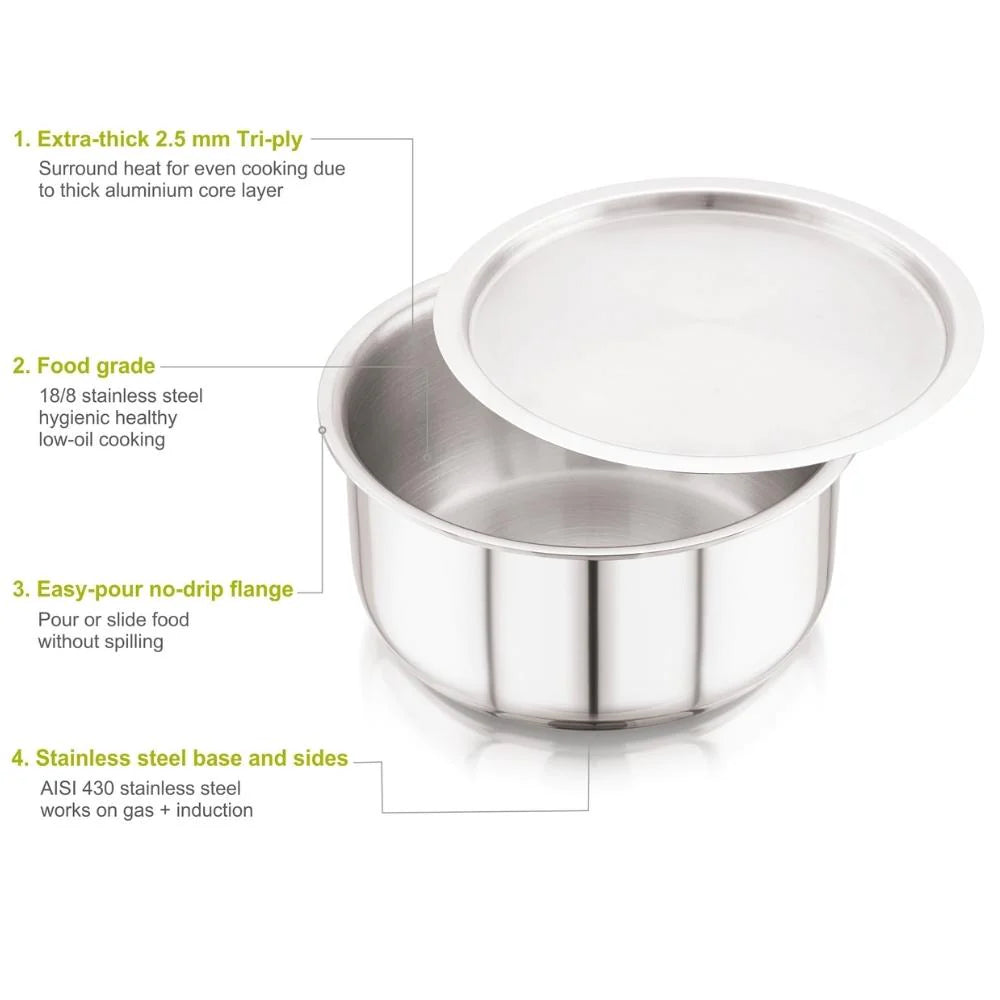 1. Extra-thick 2.5 mm Tri-ply
Surround heat for even cooking due
to thick aluminium core layer
2. Food grade
18/8 stainless steel
hygienic healthy
low-oil cooking
3. Easy-pour no-drip flange
Pour or slide food
without spilling
4. Stainless steel base and sides
AISI 430 stainless steel
works on gas + induction